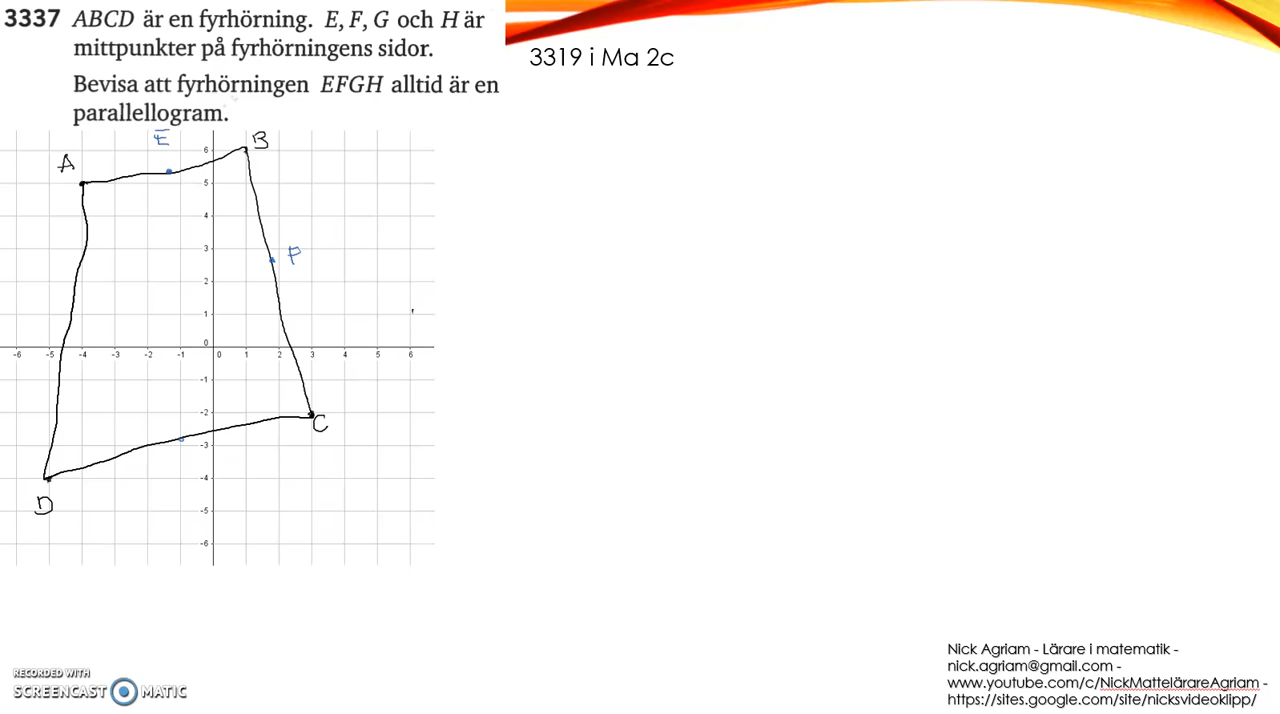 3337 ABCD är en fyrhörning. E, F, G och H är
mittpunkter på fyrhörningens sidor.
Bevisa att fyrhörningen EFGH alltid är en
parallellogram.
3319 i Ma 2c
E
B
A
F
C
D
6
5
4
3
2
1
0
-6 -5 -4 -3 -2 -1 0 1 2 3 4 5 6
-1
-2
-3
-4
-5
-6
Nick Agriam - Lärare i matematik -
nick.agriam@gmail.com -
www.youtube.com/c/NickMattelärareAgriam -
https://sites.google.com/site/nicksvideoklipp/
RECORDED WITH
SCREENCAST MATIC